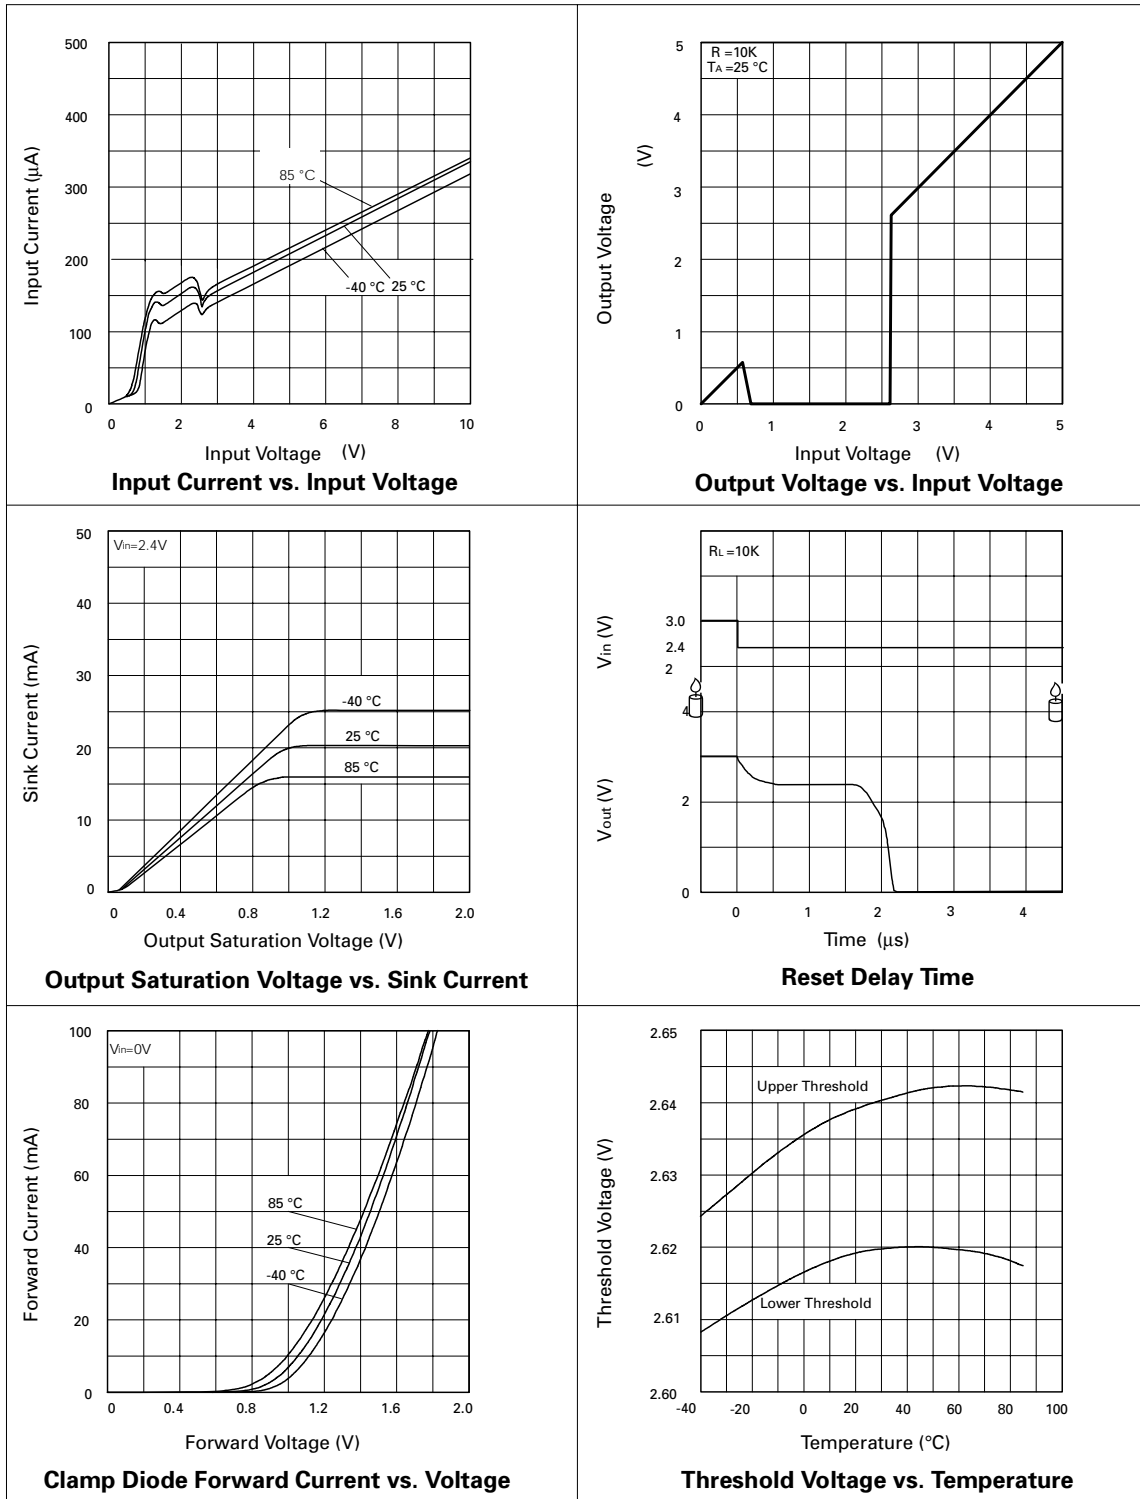 500
400
300
200
100
0
0 2 4 6 8 10
Input Current (μA)
85 °C
-40 °C 25 °C
Input Voltage (V)
Input Current vs. Input Voltage
R =10K
TA =25 °C
5
4
3
2
1
0
0 1 2 3 4 5
Output Voltage (V)
Input Voltage (V)
Output Voltage vs. Input Voltage
Vin=2.4V
50
40
30
20
10
0
0 0.4 0.8 1.2 1.6 2.0
Sink Current (mA)
-40 °C
25 °C
85 °C
Output Saturation Voltage (V)
Output Saturation Voltage vs. Sink Current
RL =10K
Vin (V)
3.0
2.4
2
4
2
0
Vout (V)
0 1 2 3 4
Time (μs)
Reset Delay Time
Vin=0V
100
80
60
40
20
0
0 0.4 0.8 1.2 1.6 2.0
Forward Current (mA)
85 °C
25 °C
-40 °C
Forward Voltage (V)
Clamp Diode Forward Current vs. Voltage
2.65
2.64
2.63
2.62
2.61
2.60
-40 -20 0 20 40 60 80 100
Threshold Voltage (V)
Upper Threshold
Lower Threshold
Temperature (°C)
Threshold Voltage vs. Temperature